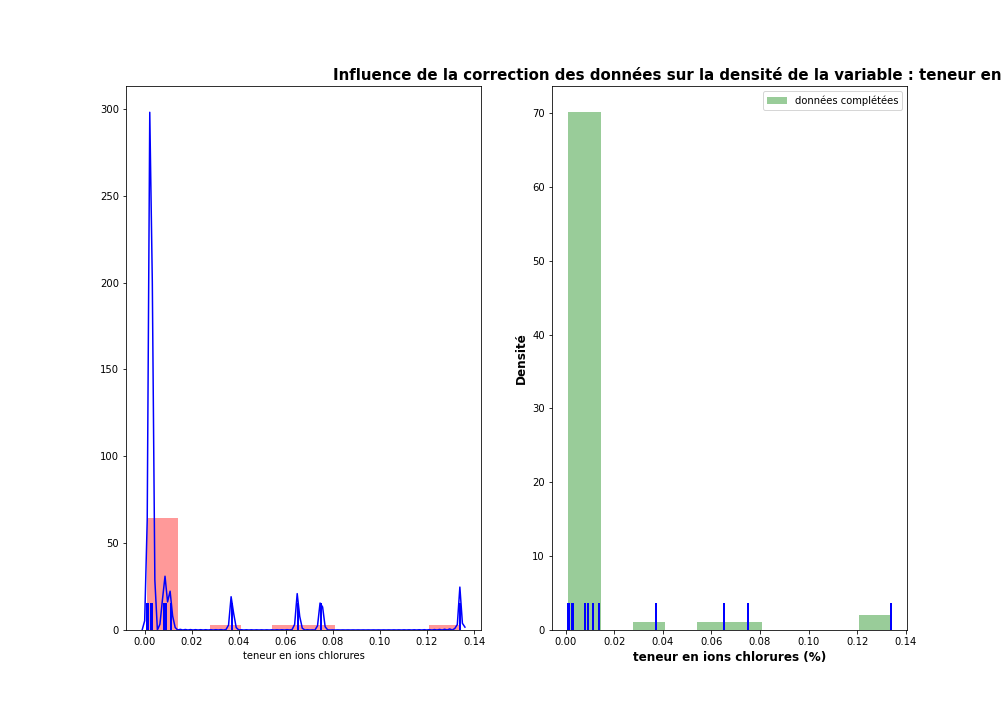 Influence de la correction des données sur la densité de la variable : teneur en
300
250
200
150
100
50
0
0.00 0.02 0.04 0.06 0.08 0.10 0.12 0.14
teneur en ions chlorures
données complétées
Densité
70
60
50
40
30
20
10
0
0.00 0.02 0.04 0.06 0.08 0.10 0.12 0.14
teneur en ions chlorures (%)